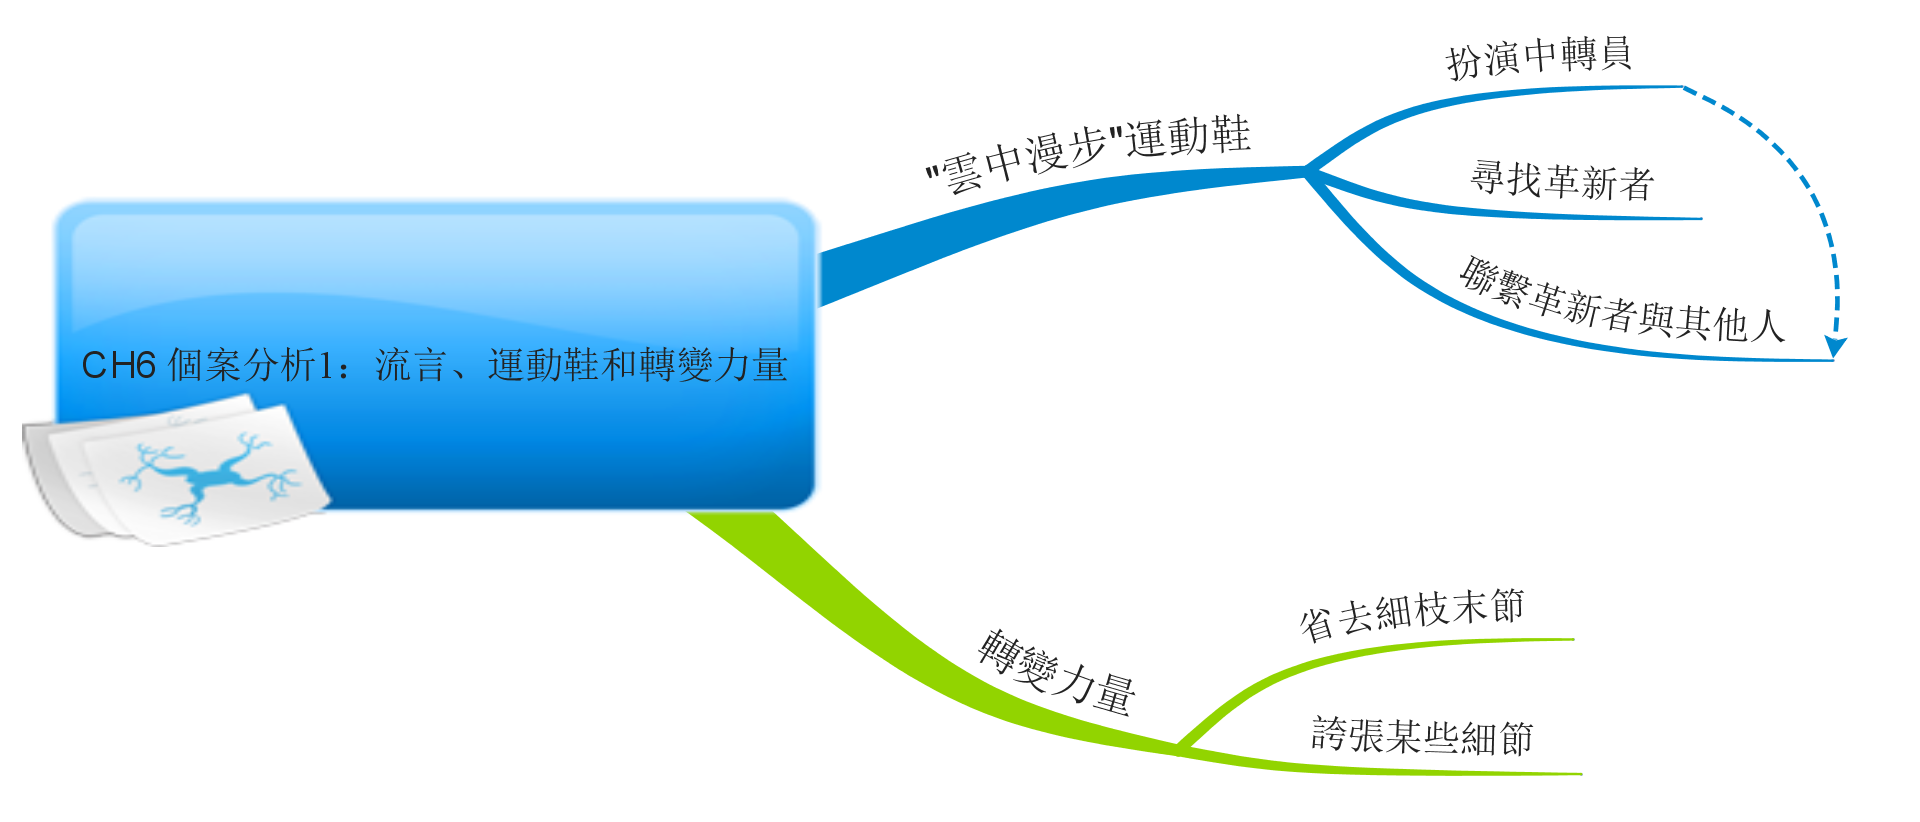 CH6 個案分析1：流言、運動鞋和轉變力量
"雲中漫步"運動鞋
扮演中轉員
尋找革新者
聯繫革新者與其他人
轉變力量
省去細枝末節
誇張某些細節